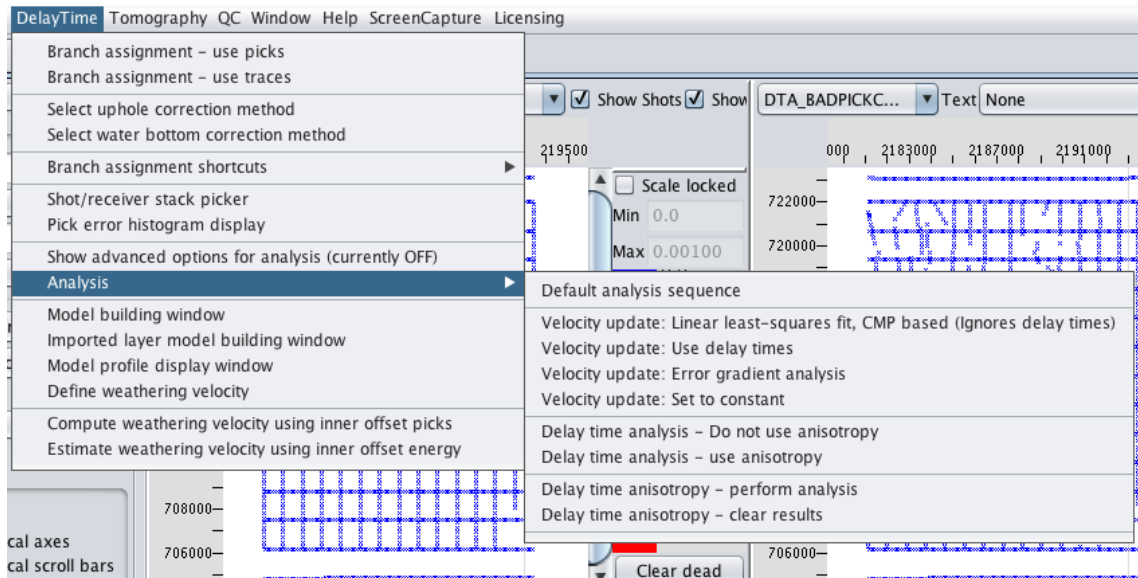 DelayTime Tomography QC Window Help ScreenCapture Licensing
Branch assignment – use picks
Branch assignment – use traces
Select uphole correction method
Select water bottom correction method
Branch assignment shortcuts
Shot/receiver stack picker
Pick error histogram display
Show advanced options for analysis (currently OFF)
Analysis
Model building window
Imported layer model building window
Model profile display window
Define weathering velocity
Compute weathering velocity using inner offset picks
Estimate weathering velocity using inner offset energy
Show Shots Show DTA_BADPICKC... Text None
219500
000 2183000 2187000 2191000
Scale locked
Min 0.0
Max 0.00100
722000
720000
Default analysis sequence
Velocity update: Linear least-squares fit, CMP based (Ignores delay times)
Velocity update: Use delay times
Velocity update: Error gradient analysis
Velocity update: Set to constant
Delay time analysis – Do not use anisotropy
Delay time analysis – use anisotropy
Delay time anisotropy – perform analysis
Delay time anisotropy – clear results
708000
706000
706000
cal axes
cal scroll bars
Clear dead